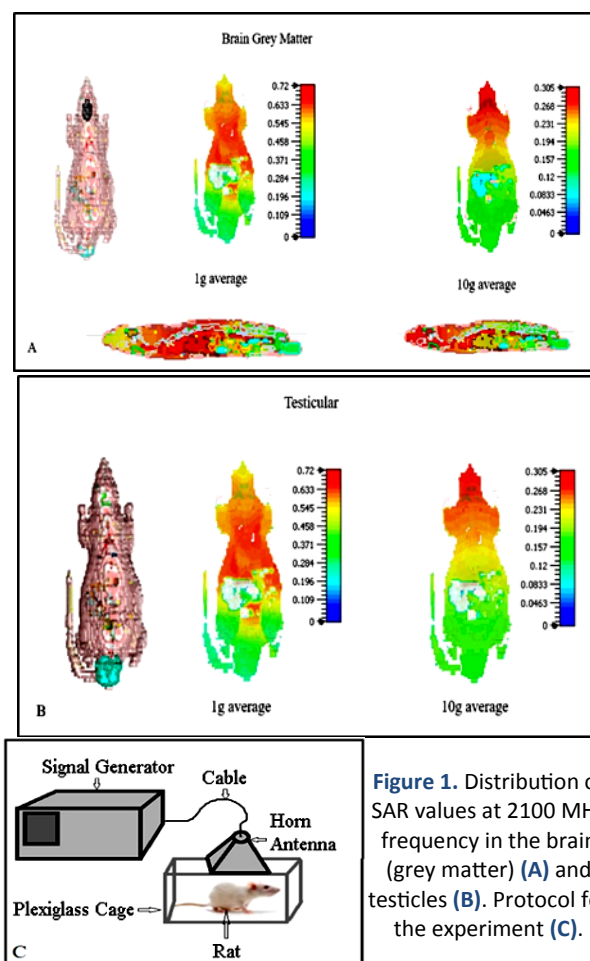 Brain Grey Matter
0.72
0.633
0.545
0.458
0.371
0.284
0.196
0.109
0
0.305
0.268
0.231
0.194
0.157
0.12
0.0833
0.0463
0
1g average
10g average
A
Testicular
0.72
0.633
0.545
0.458
0.371
0.284
0.196
0.109
0
0.305
0.268
0.231
0.194
0.157
0.12
0.0833
0.0463
0
1g average
10g average
B
Signal Generator
Cable
Horn
Antenna
Plexiglass Cage
Rat
C
Figure 1. Distribution
SAR values at 2100
frequency in the brain
(grey matter) (A) and
testicles (B). Protocol
the experiment (C).